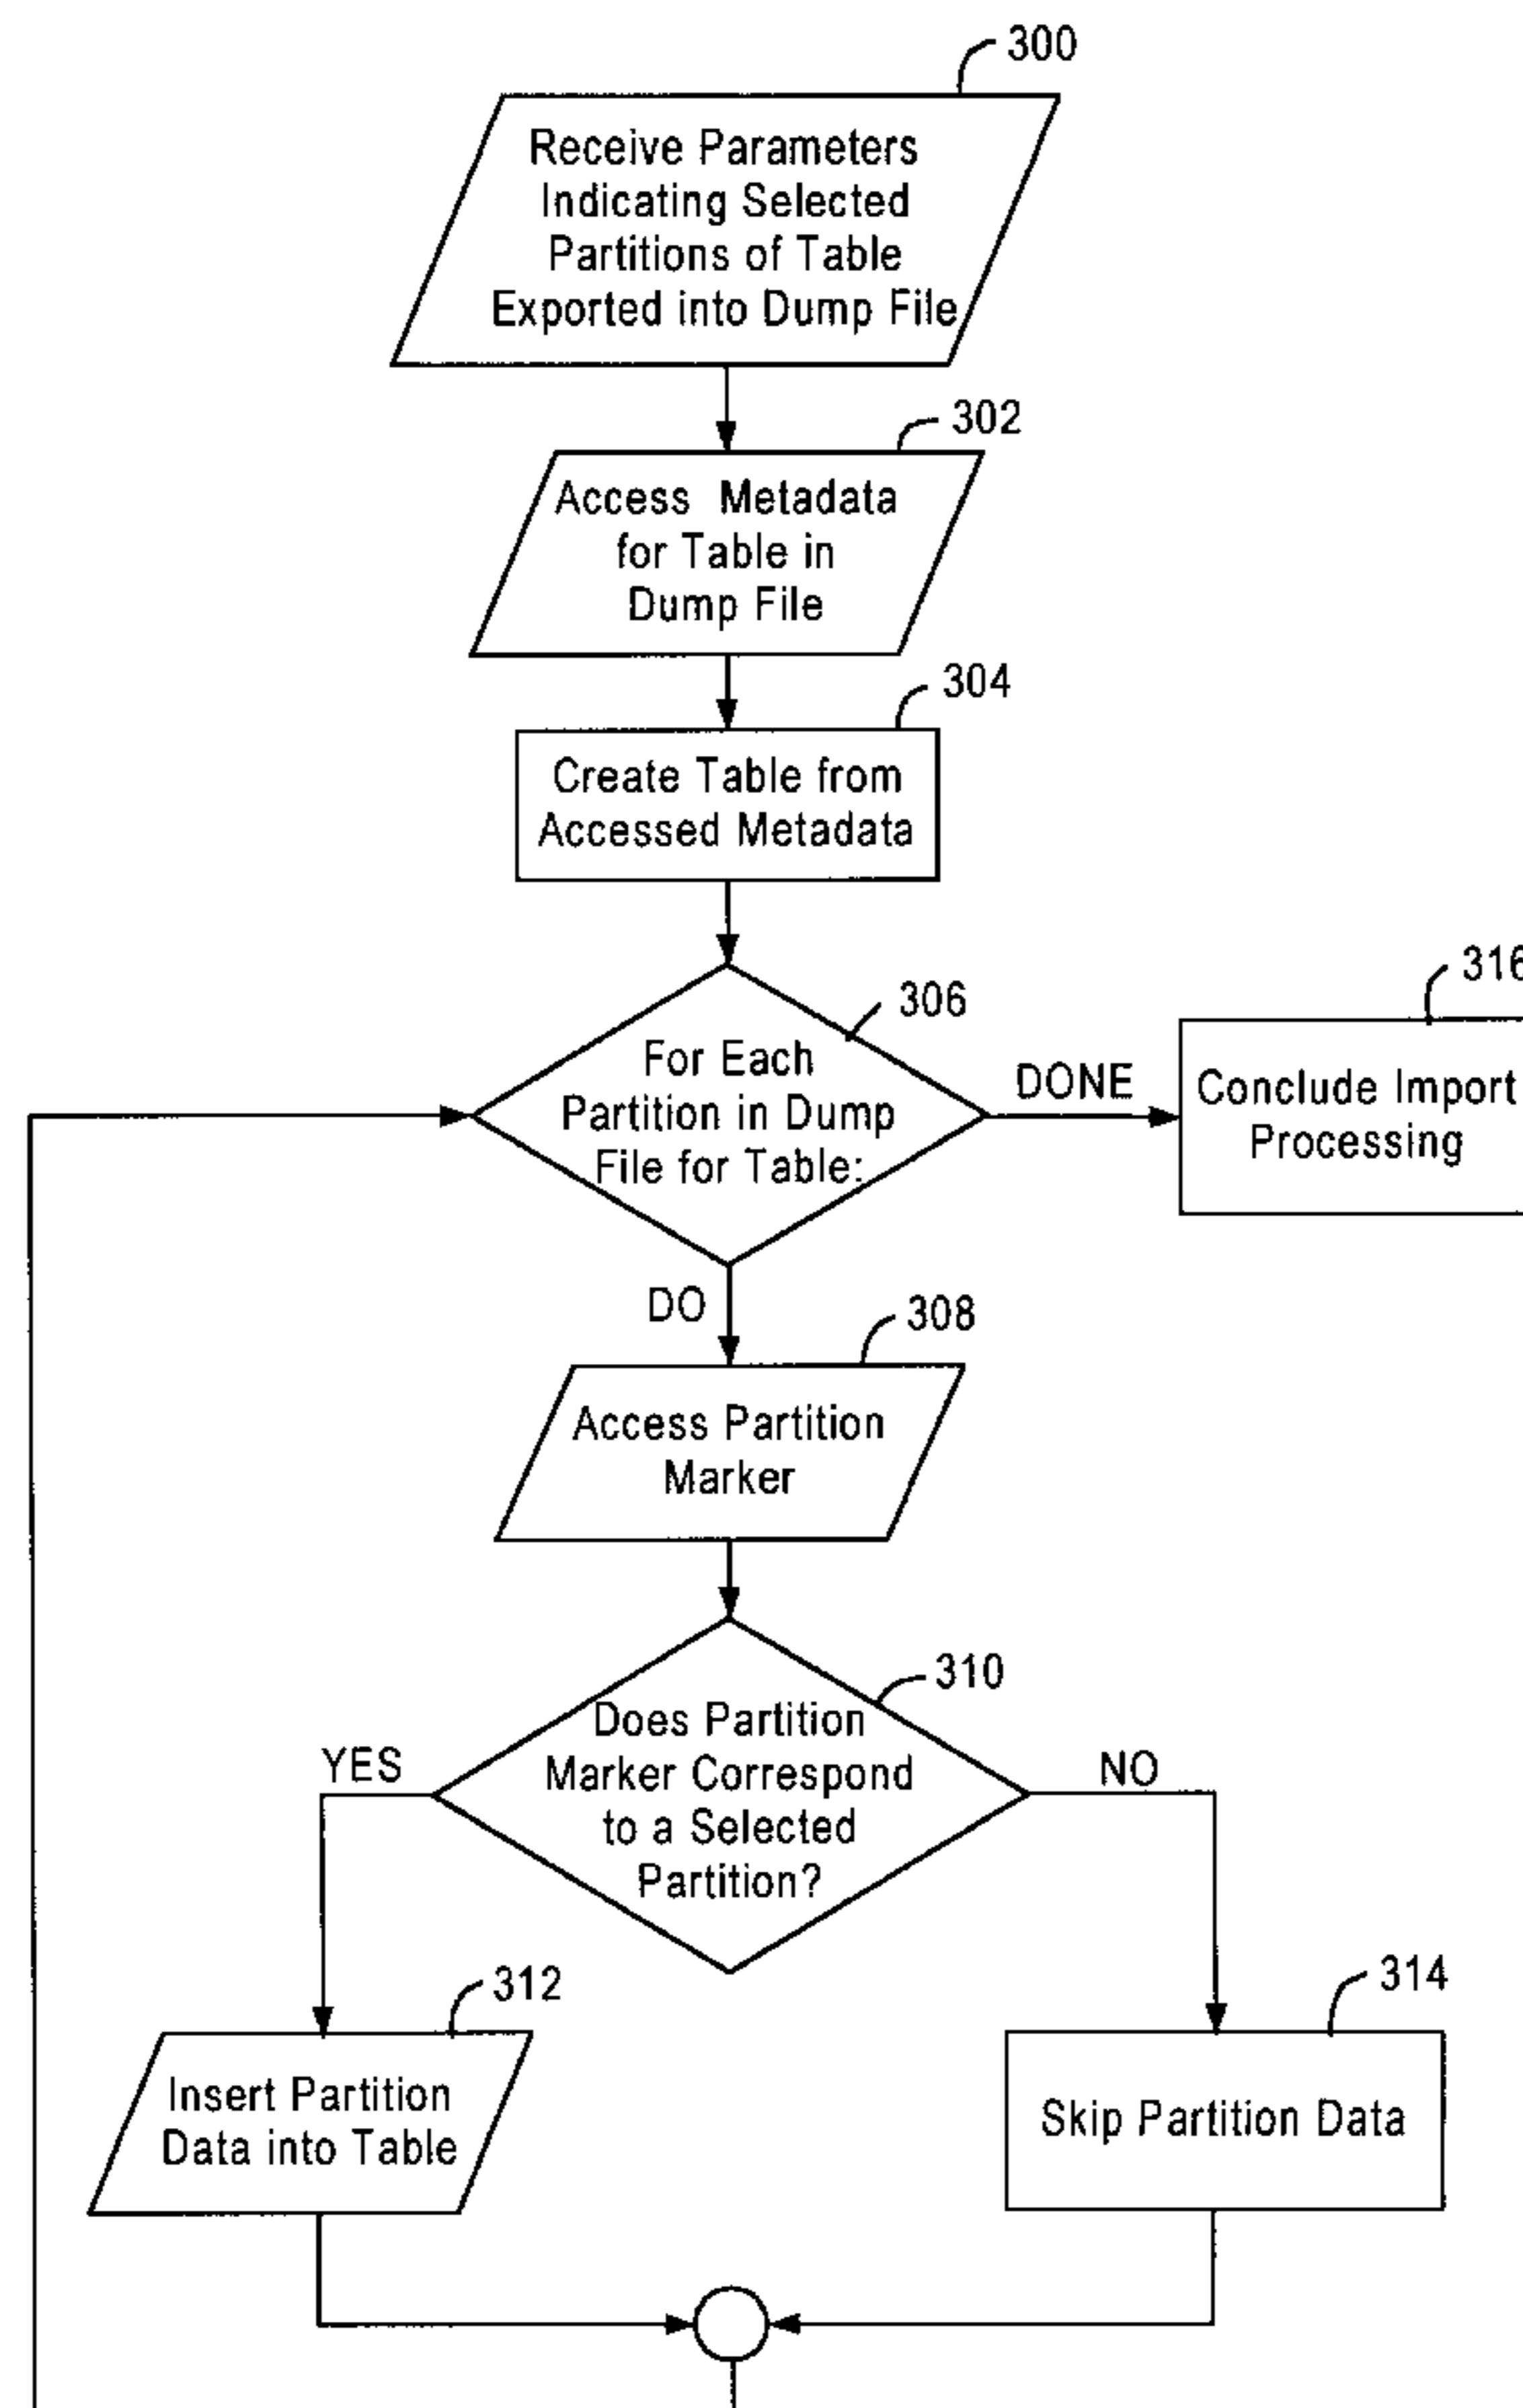 300
Receive Parameters
Indicating Selected
Partitions of Table
Exported into Dump File
302
Access Metadata
for Table in
Dump File
304
Create Table from
Accessed Metadata
306
For Each
Partition in Dump
File for Table:
DONE
316
Conclude Import
Processing
DO
308
Access Partition
Marker
310
Does Partition
Marker Correspond
to a Selected
Partition?
YES
NO
312
Insert Partition
Data into Table
314
Skip Partition Data